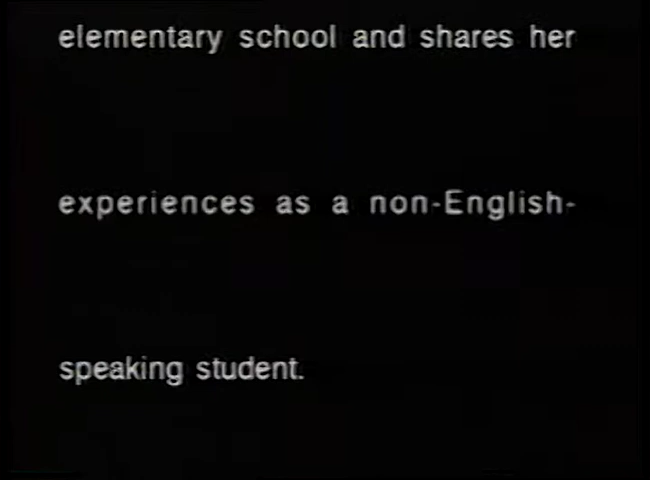 elementary school and shares her
experiences as a non-English-
speaking student.